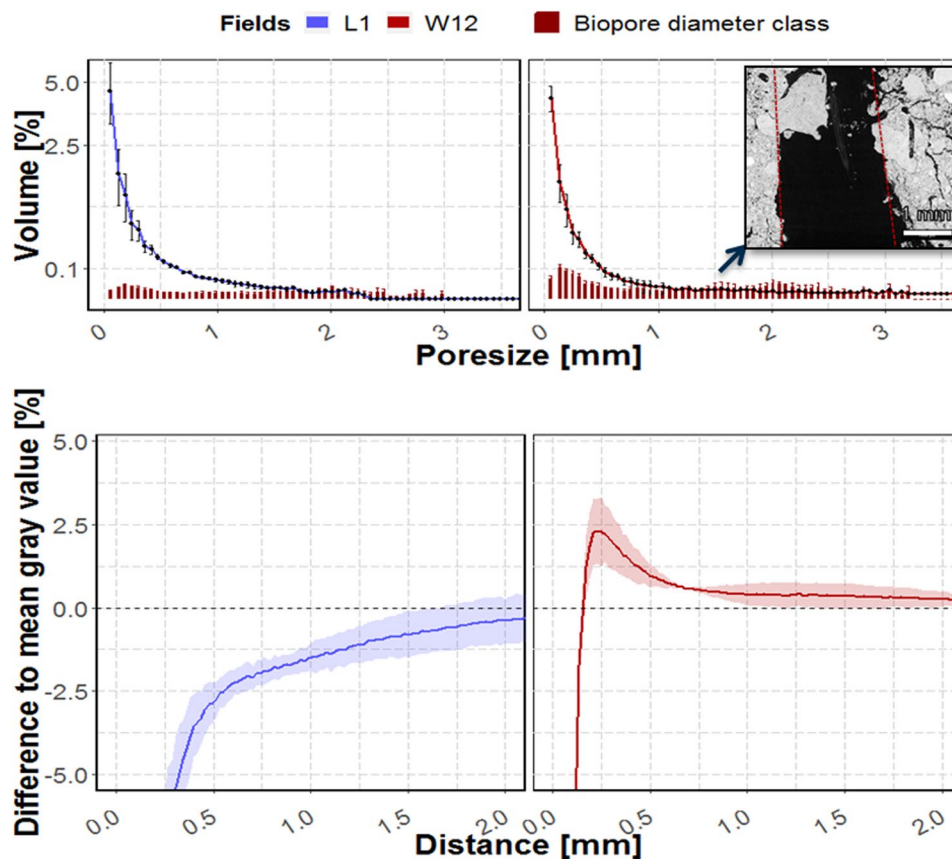 Fields L1 W12 Biopore diameter class
Volume [%]
5.0
2.5
0.1
0 1 2 3
0 1 2 3
1 mm
Poresize [mm]
Difference to mean gray value [%]
5.0
2.5
0.0
-2.5
-5.0
0.0 0.5 1.0 1.5 2.0
0.0 0.5 1.0 1.5 2.0
Distance [mm]